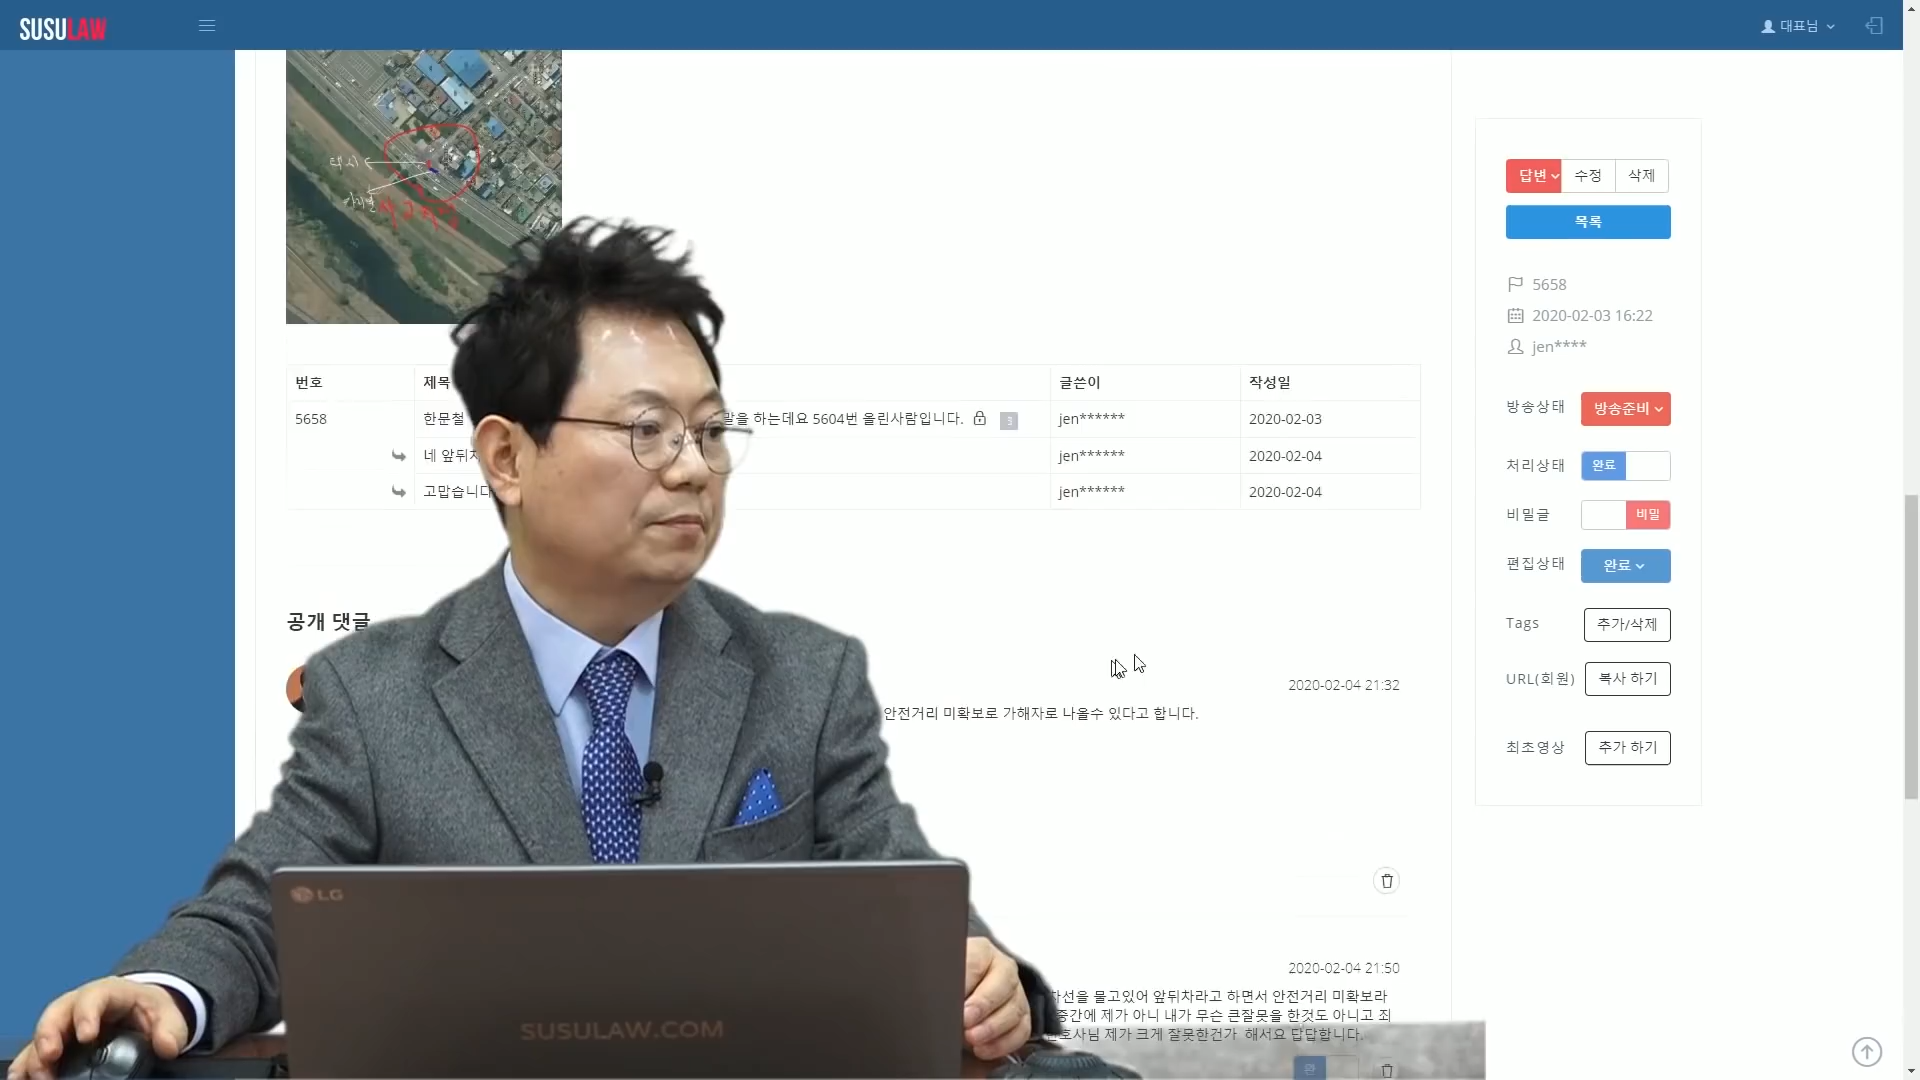 SUSULAW
대표님
택시
답변
수정
삭제
목록
5658
2020-02-03 16:22
jen****
번호
제목
글쓴이
작성일
5658
한문철
말을 하는데요 5604번 올린사람입니다.
3
jen******
2020-02-03
네 앞뒤
jen******
2020-02-04
고맙습니다
jen******
2020-02-04
방송상태
방송준비
처리상태
완료
비밀글
비밀
편집상태
완료
Tags
추가/삭제
URL(회원)
복사 하기
최초영상
추가 하기
공개 댓글
2020-02-04 21:32
안전거리 미확보로 가해자로 나올수 있다고 합니다.
2020-02-04 21:50
차선을 물고있어 앞뒤차라고 하면서 안전거리 미확보라
중간에 제가 아니 내가 무슨 큰잘못을 한것도 아니고 죄
변호사님 제가 크게 잘못한건가 해서요 답답합니다.
완
LG
SUSULAW.COM